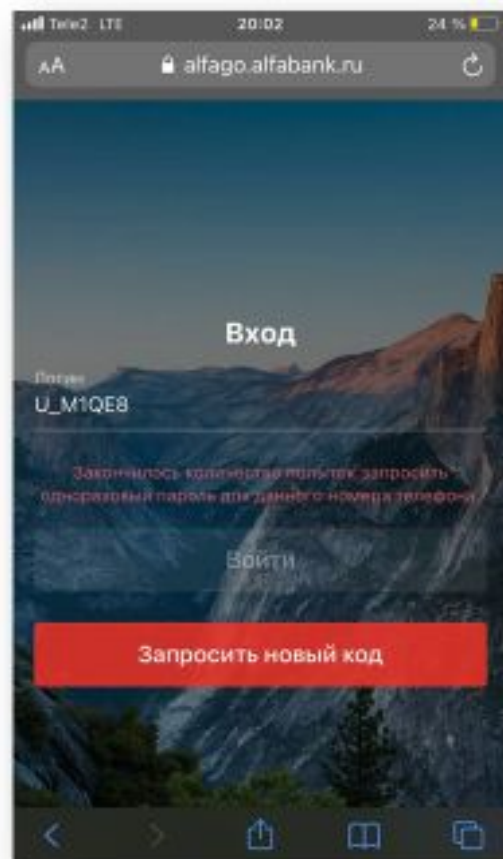 Tele2 LTE 20:02 24 %
AA alfago.alfabank.ru
Вход
Логин
U_M1QE8
Закончилось количество попыток запросить
одноразовый пароль для данного номера телефона
Войти
Запросить новый код